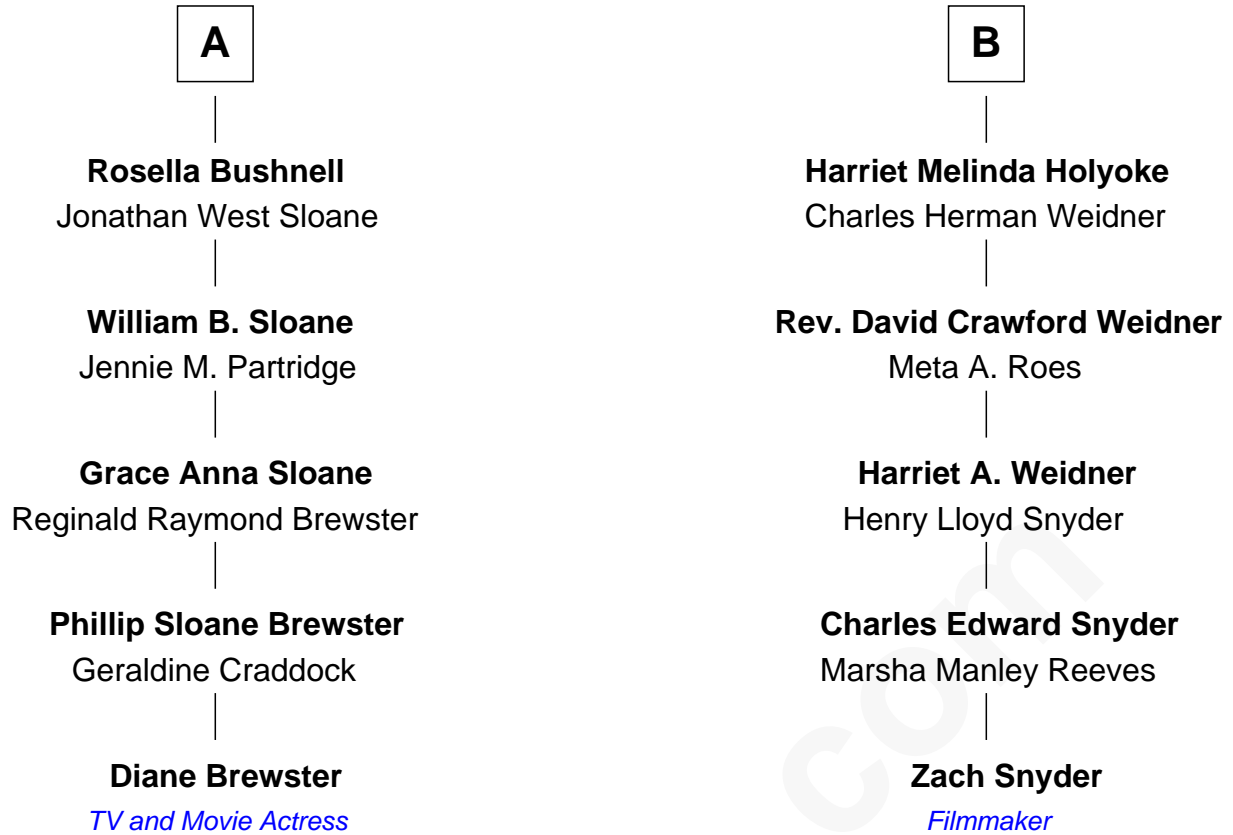 A
Rosella Bushnell
Jonathan West Sloane
William B. Sloane
Jennie M. Partridge
Grace Anna Sloane
Reginald Raymond Brewster
Phillip Sloane Brewster
Geraldine Craddock
Diane Brewster
TV and Movie Actress
B
Harriet Melinda Holyoke
Charles Herman Weidner
Rev. David Crawford Weidner
Meta A. Roes
Harriet A. Weidner
Henry Lloyd Snyder
Charles Edward Snyder
Marsha Manley Reeves
Zach Snyder
Filmmaker
com